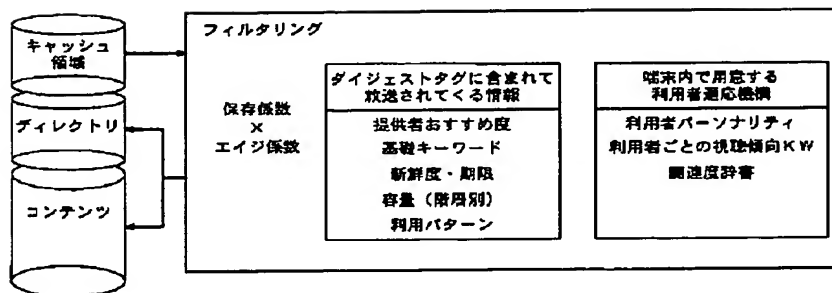 キャッシュ
領域
ディレクトリ
コンテンツ
フィルタリング
保存係数
×
エイジ係数
ダイジェストタグに含まれて
放送されてくる情報
提供者おすすめ度
基礎キーワード
新鮮度・期限
容量（階層別）
利用パターン
端末内で用意する
利用者適応機構
利用者パーソナリティ
利用者ごとの視聴傾向KW
関連度辞書